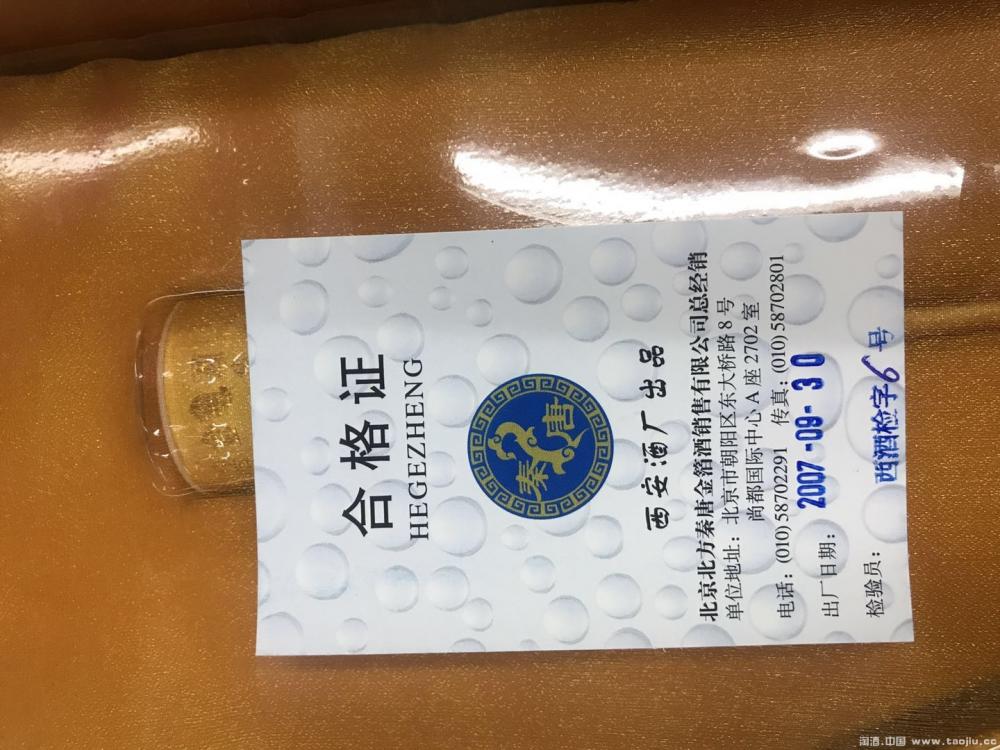 合格证
HEGEZHENG
秦唐
西安酒厂出品
北京北方秦唐金箔酒销售有限公司总经销
单位地址：北京市朝阳区东大桥路8号
尚都国际中心A座2702室
电话：(010)58702291 传真：(010)58702801
出厂日期：2007-09-30
检验员：西酒检字6号
淘酒.中国 www.taojiu.cc